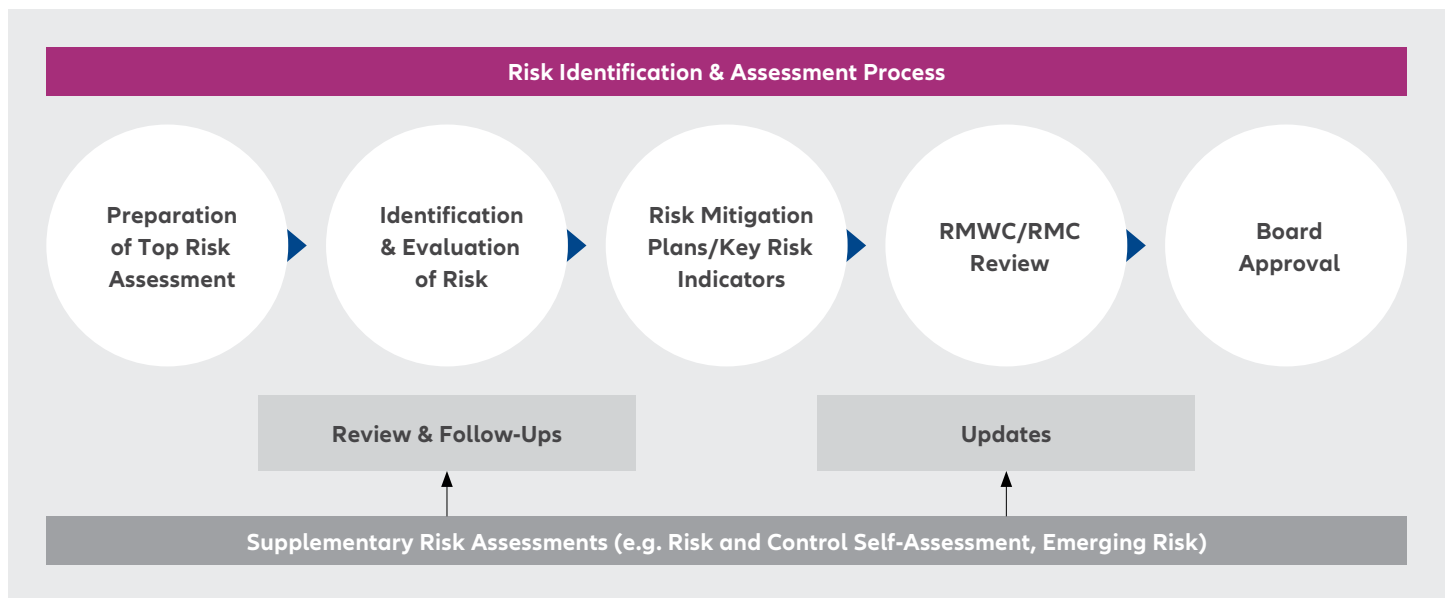 Risk Identification & Assessment Process
Preparation
of Top Risk
Assessment
Identification
& Evaluation
of Risk
Risk Mitigation
Plans/Key Risk
Indicators
RMWC/RMC
Review
Board
Approval
Review & Follow-Ups
Updates
Supplementary Risk Assessments (e.g. Risk and Control Self-Assessment, Emerging Risk)